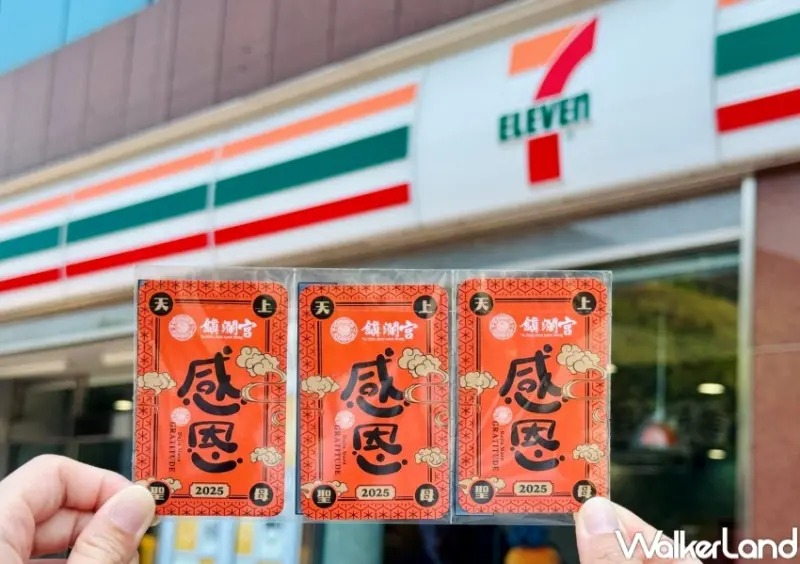 ELEVEN
天 上
鎮瀾宮
感恩
GRATITUDE
聖 2025 母
天 上
鎮瀾宮
感恩
GRATITUDE
聖 2025 母
天 上
鎮瀾宮
感恩
GRATITUDE
聖 2025 母
WalkerLand